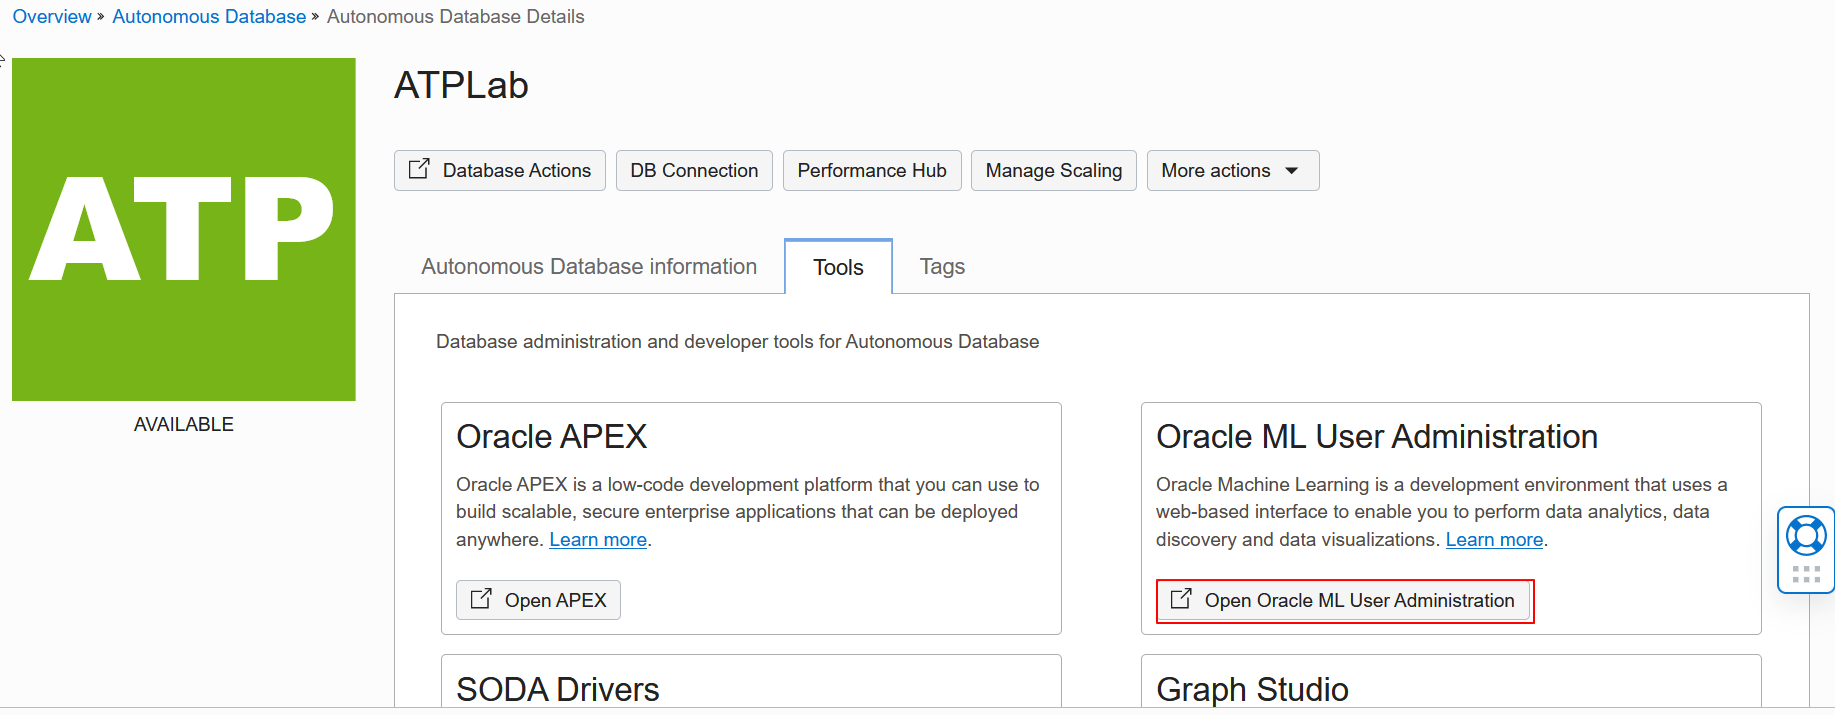 Overview » Autonomous Database » Autonomous Database Details
ATP
AVAILABLE
ATPLab
Database Actions DB Connection Performance Hub Manage Scaling More actions
Autonomous Database information Tools Tags
Database administration and developer tools for Autonomous Database
Oracle APEX
Oracle APEX is a low-code development platform that you can use to
build scalable, secure enterprise applications that can be deployed
anywhere. Learn more.
Open APEX
Oracle ML User Administration
Oracle Machine Learning is a development environment that uses a
web-based interface to enable you to perform data analytics, data
discovery and data visualizations. Learn more.
Open Oracle ML User Administration
SODA Drivers
Graph Studio